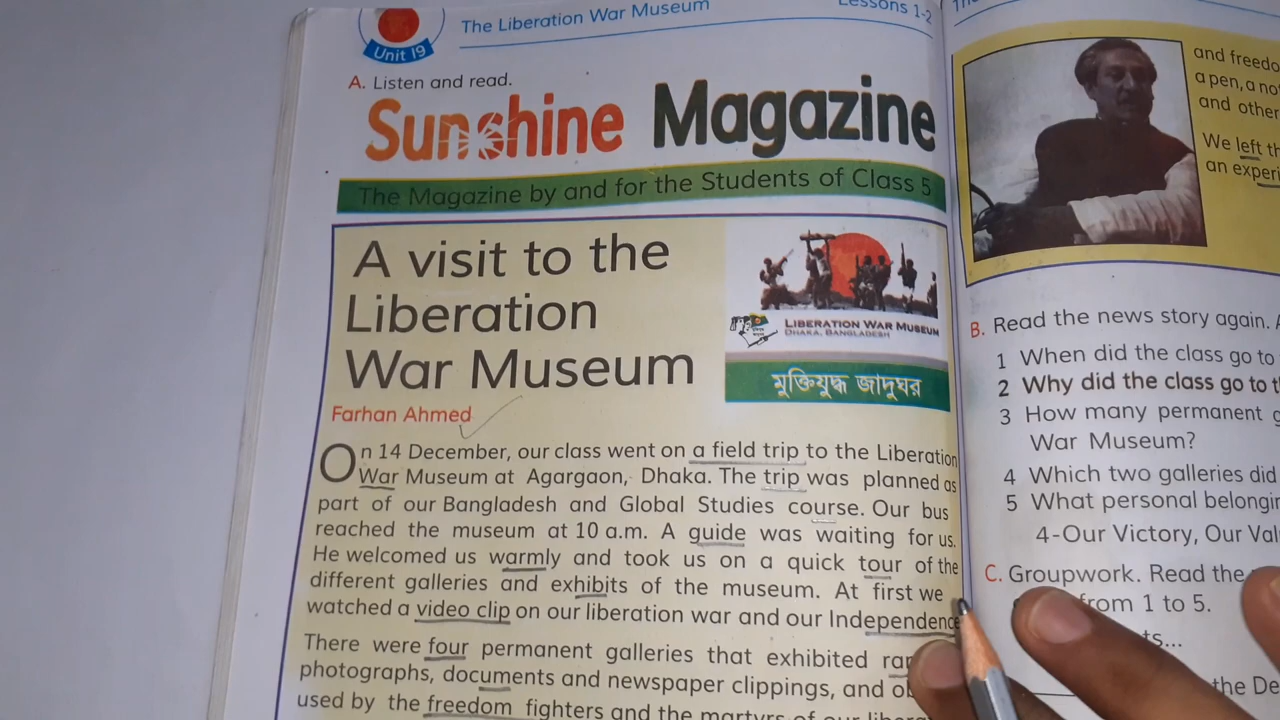 Unit 19
The Liberation War Museum
Lessons 1-2
A. Listen and read.
Sunshine Magazine
The Magazine by and for the Students of Class 5
A visit to the
Liberation
War Museum
LIBERATION WAR MUSEUM
DHAKA, BANGLADESH
মুক্তিযুদ্ধ জাদুঘর
Farhan Ahmed
On 14 December, our class went on a field trip to the Liberation
War Museum at Agargaon, Dhaka. The trip was planned as
part of our Bangladesh and Global Studies course. Our bus
reached the museum at 10 a.m. A guide was waiting for us.
He welcomed us warmly and took us on a quick tour of the
different galleries and exhibits of the museum. At first we
watched a video clip on our liberation war and our Independence
There were four permanent galleries that exhibited
photographs, documents and newspaper clippings, and
used by the freedom fighters and the martyrs of our
and
a pen, a
and other
We left
an
B. Read the news story again.
1 When did the class go to
2 Why did the class go to
3 How many permanent
War Museum?
4 Which two galleries did
5 What personal
4-Our Victory, Our
C. Groupwork. Read the
from 1 to 5.
the